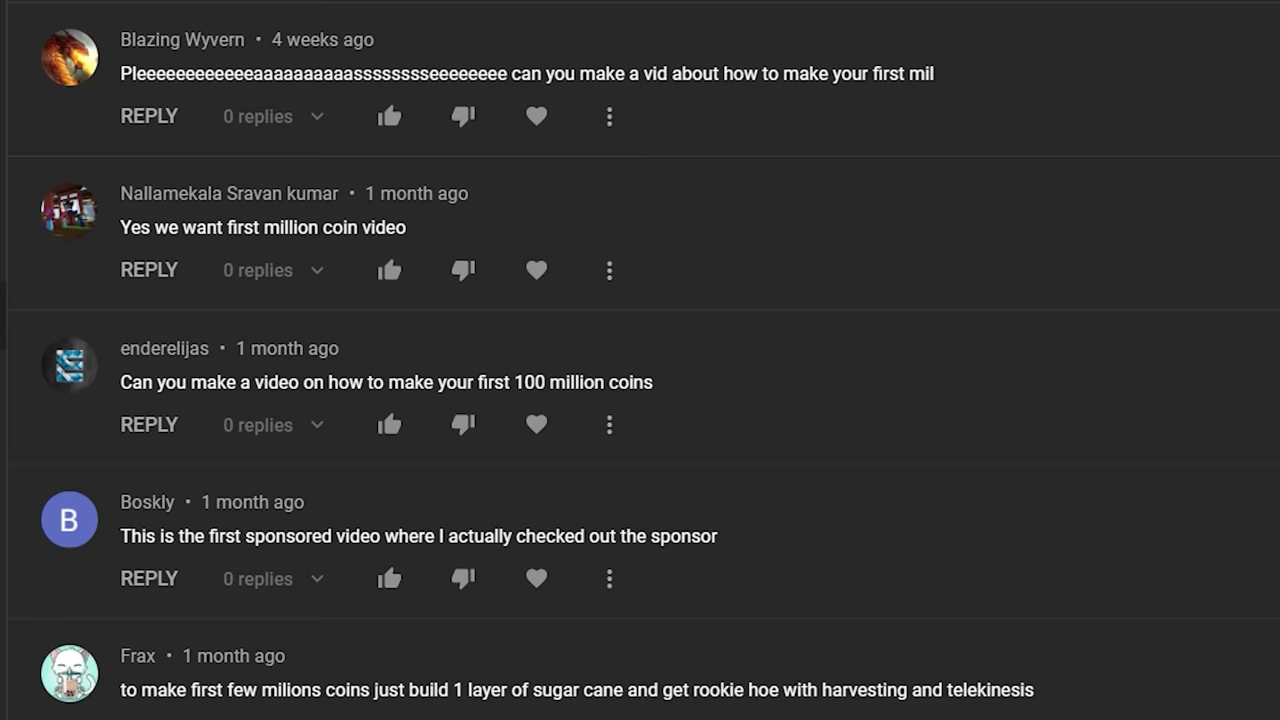 Blazing Wyvern • 4 weeks ago
Pleeeeeeeeeeeeaaaaaaaaaasssssssseeeeeeee can you make a vid about how to make your first mil
REPLY 0 replies
Nallamekala Sravan kumar • 1 month ago
Yes we want first million coin video
REPLY 0 replies
enderelijas • 1 month ago
Can you make a video on how to make your first 100 million coins
REPLY 0 replies
B
Boskly • 1 month ago
This is the first sponsored video where I actually checked out the sponsor
REPLY 0 replies
Frax • 1 month ago
to make first few milions coins just build 1 layer of sugar cane and get rookie hoe with harvesting and telekinesis